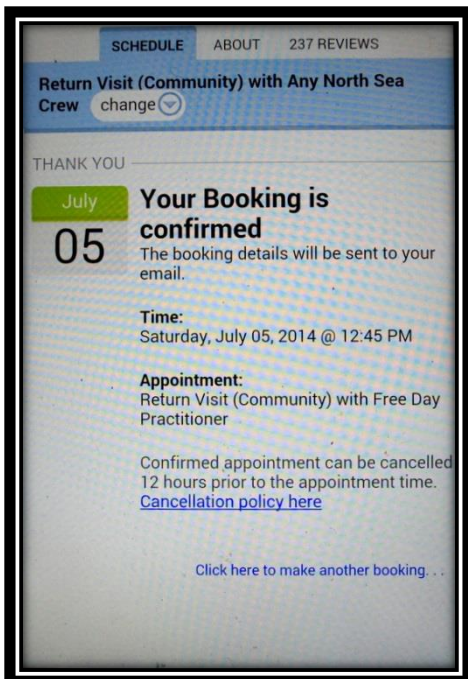 SCHEDULE ABOUT 237 REVIEWS
Return Visit (Community) with Any North Sea
Crew change
THANK YOU
July
05
Your Booking is
confirmed
The booking details will be sent to your
email.
Time:
Saturday, July 05, 2014 @ 12:45 PM
Appointment:
Return Visit (Community) with Free Day
Practitioner
Confirmed appointment can be cancelled
12 hours prior to the appointment time.
Cancellation policy here
Click here to make another booking. . .